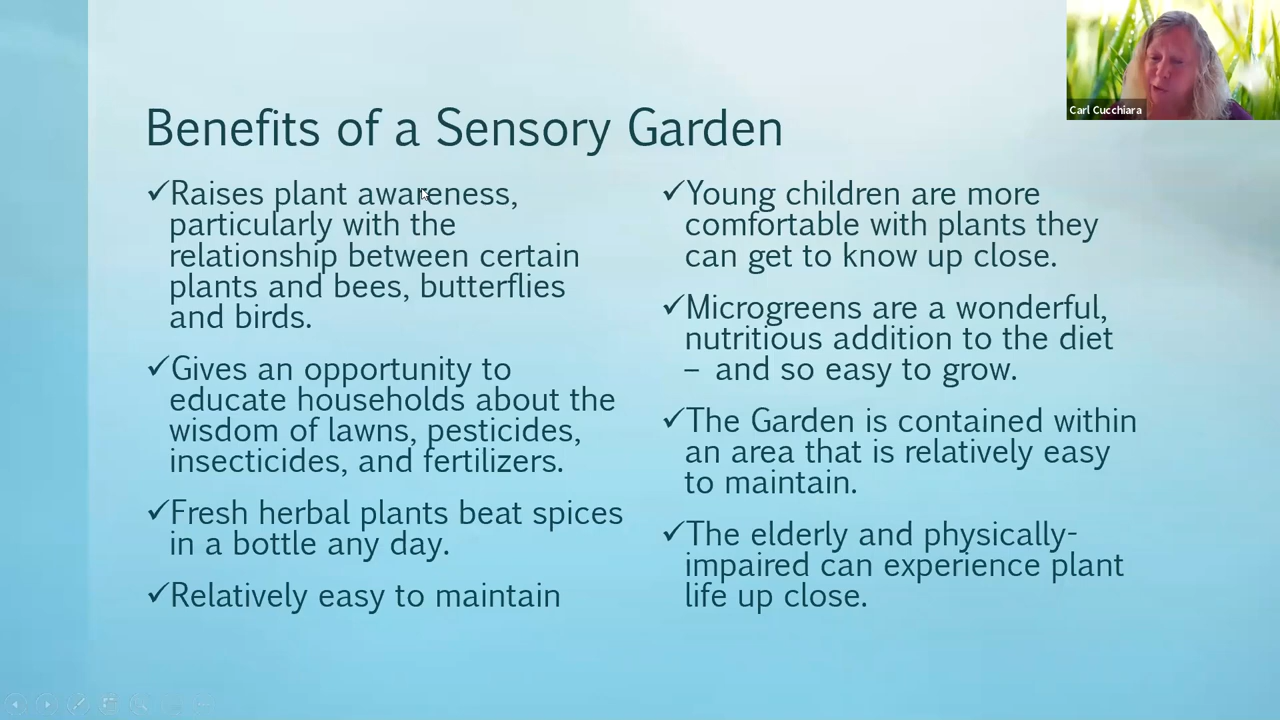 Carl Cucchiara
Benefits of a Sensory Garden
✓Raises plant awareness,
particularly with the
relationship between certain
plants and bees, butterflies
and birds.
✓Gives an opportunity to
educate households about the
wisdom of lawns, pesticides,
insecticides, and fertilizers.
✓Fresh herbal plants beat spices
in a bottle any day.
✓Relatively easy to maintain
✓Young children are more
comfortable with plants they
can get to know up close.
✓Microgreens are a wonderful,
nutritious addition to the diet
– and so easy to grow.
✓The Garden is contained within
an area that is relatively easy
to maintain.
✓The elderly and physically-
impaired can experience plant
life up close.